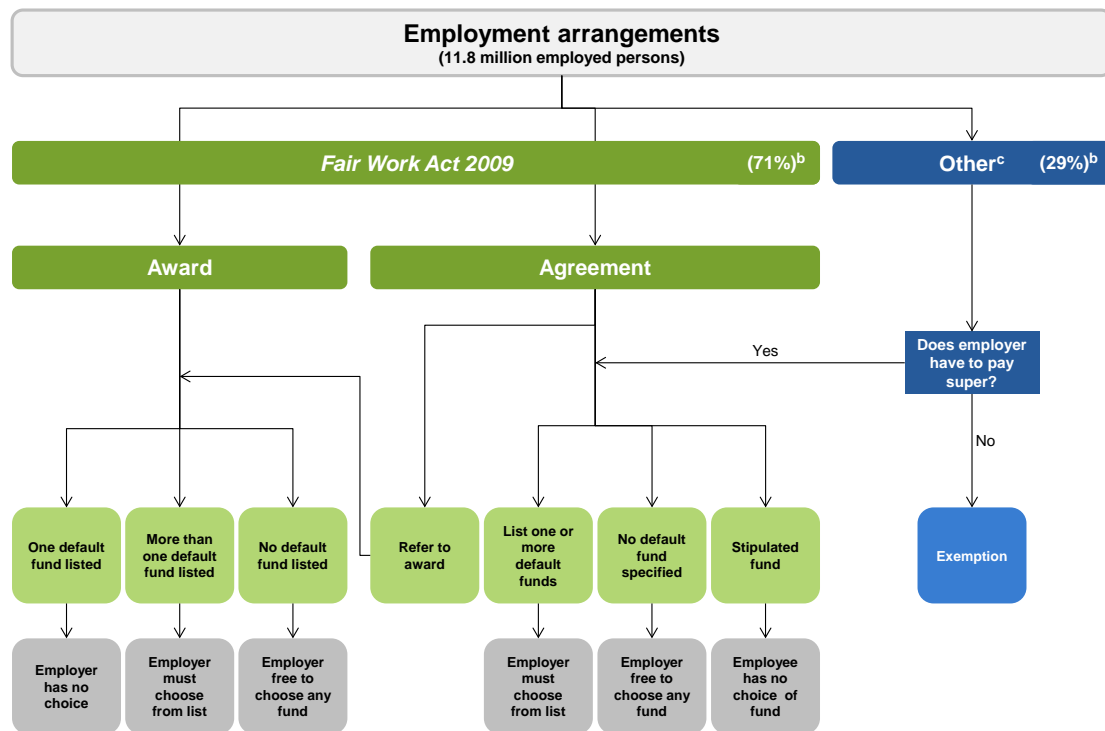 Employment arrangements
(11.8 million employed persons)
Fair Work Act 2009 (71%)b
Otherc (29%)b
Award
Agreement
Does employer
have to pay
super?
Yes
No
One default
fund listed
More than
one default
fund listed
No default
fund listed
Refer to
award
List one or
more
default
funds
No default
fund
specified
Stipulated
fund
Exemption
Employer
has no
choice
Employer
must
choose
from list
Employer
free to
choose any
fund
Employer
must
choose
from list
Employer
free to
choose any
fund
Employee
has no
choice of
fund